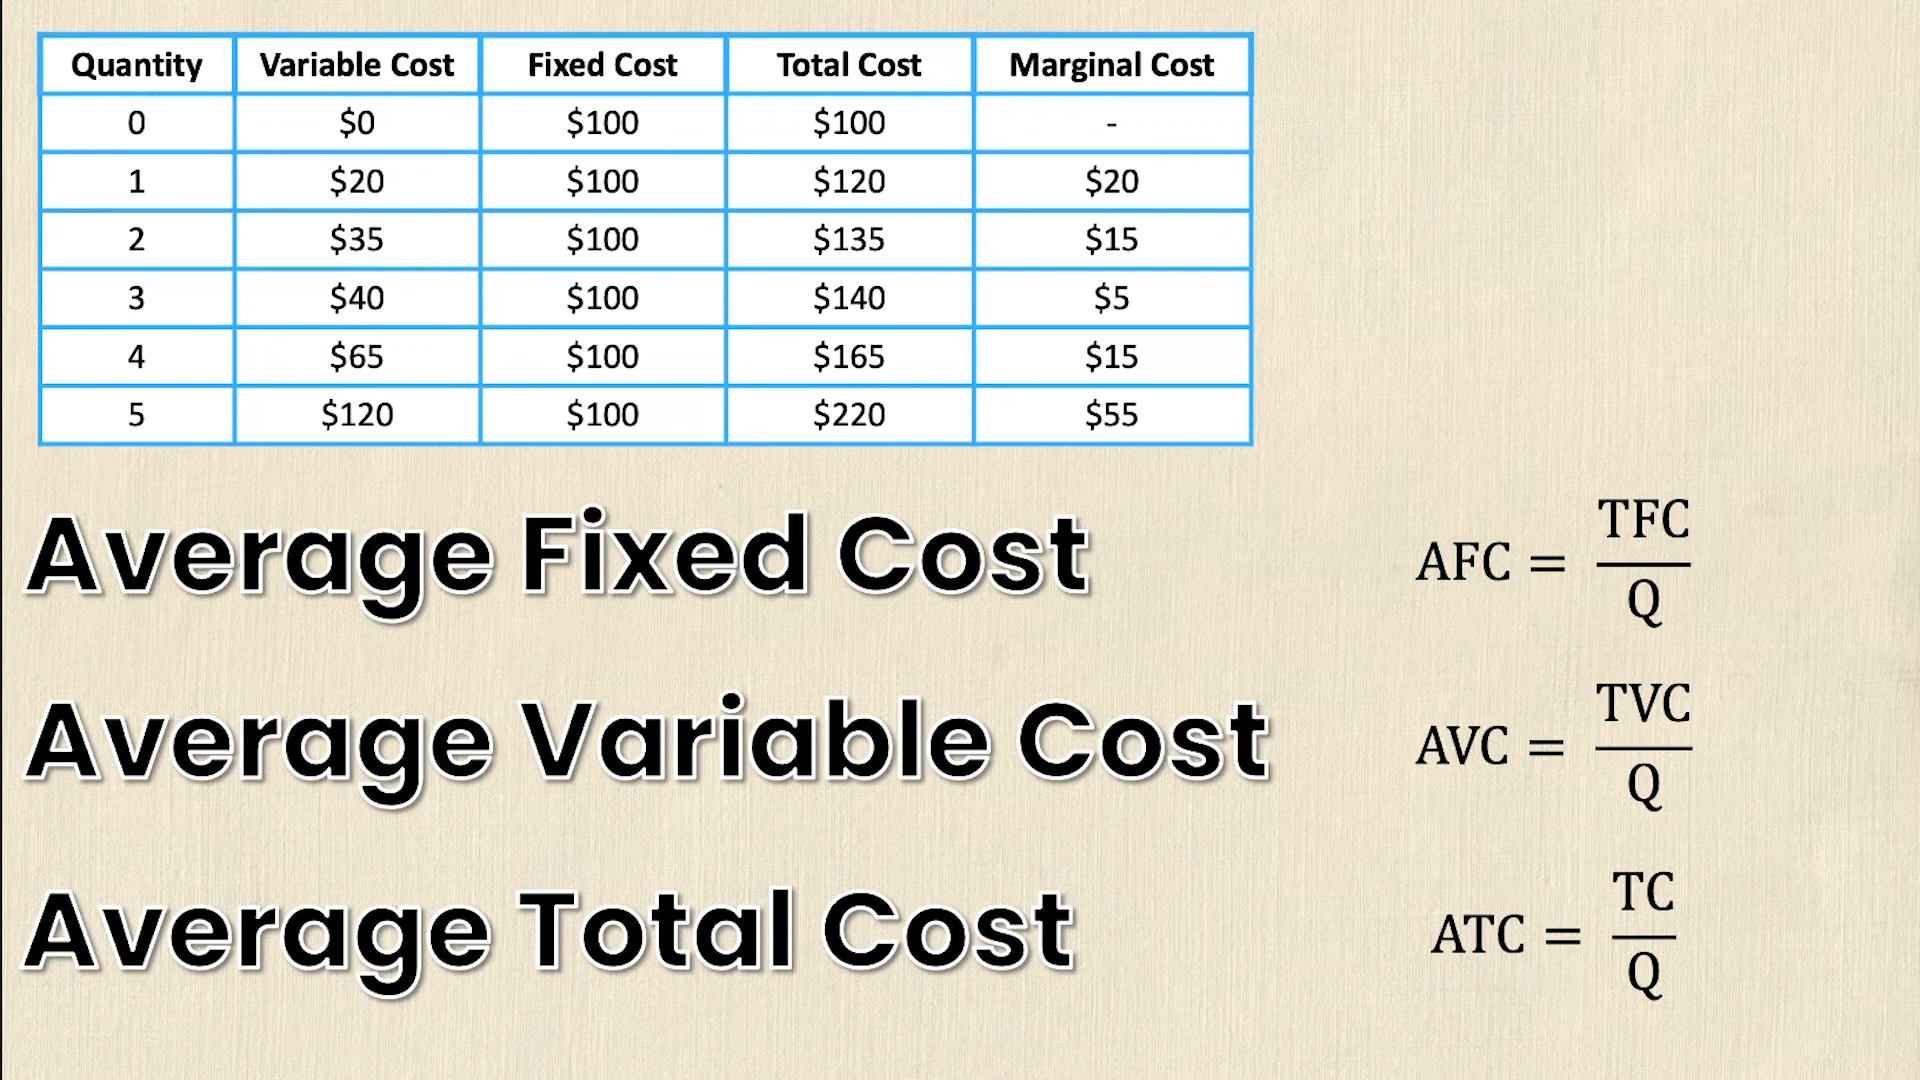 Quantity Variable Cost Fixed Cost Total Cost Marginal Cost
0 $0 $100 $100 -
1 $20 $100 $120 $20
2 $35 $100 $135 $15
3 $40 $100 $140 $5
4 $65 $100 $165 $15
5 $120 $100 $220 $55
Average Fixed Cost AFC = TFC / Q
Average Variable Cost AVC = TVC / Q
Average Total Cost ATC = TC / Q